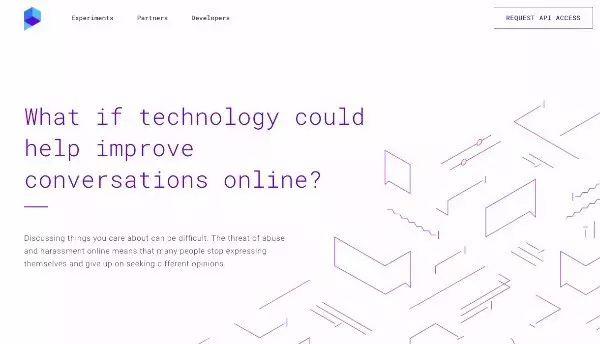 Experiments
Partners
Developers
REQUEST API ACCESS
What if technology could
help improve
conversations online?
Discussing things you care about can be difficult. The threat of abuse
and harassment online means that many people stop expressing
themselves and give up on seeking different opinions.